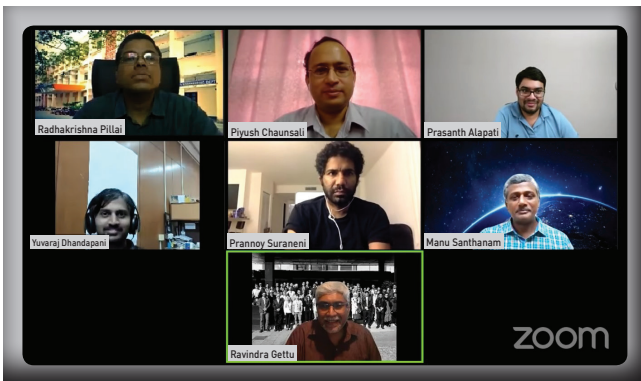 Radhakrishna Pillai
Piyush Chaunsali
Prasanth Alapati
Yuvaraj Dhandapani
Prannoy Suraneni
Manu Santhanam
Ravindra Gettu
zoom